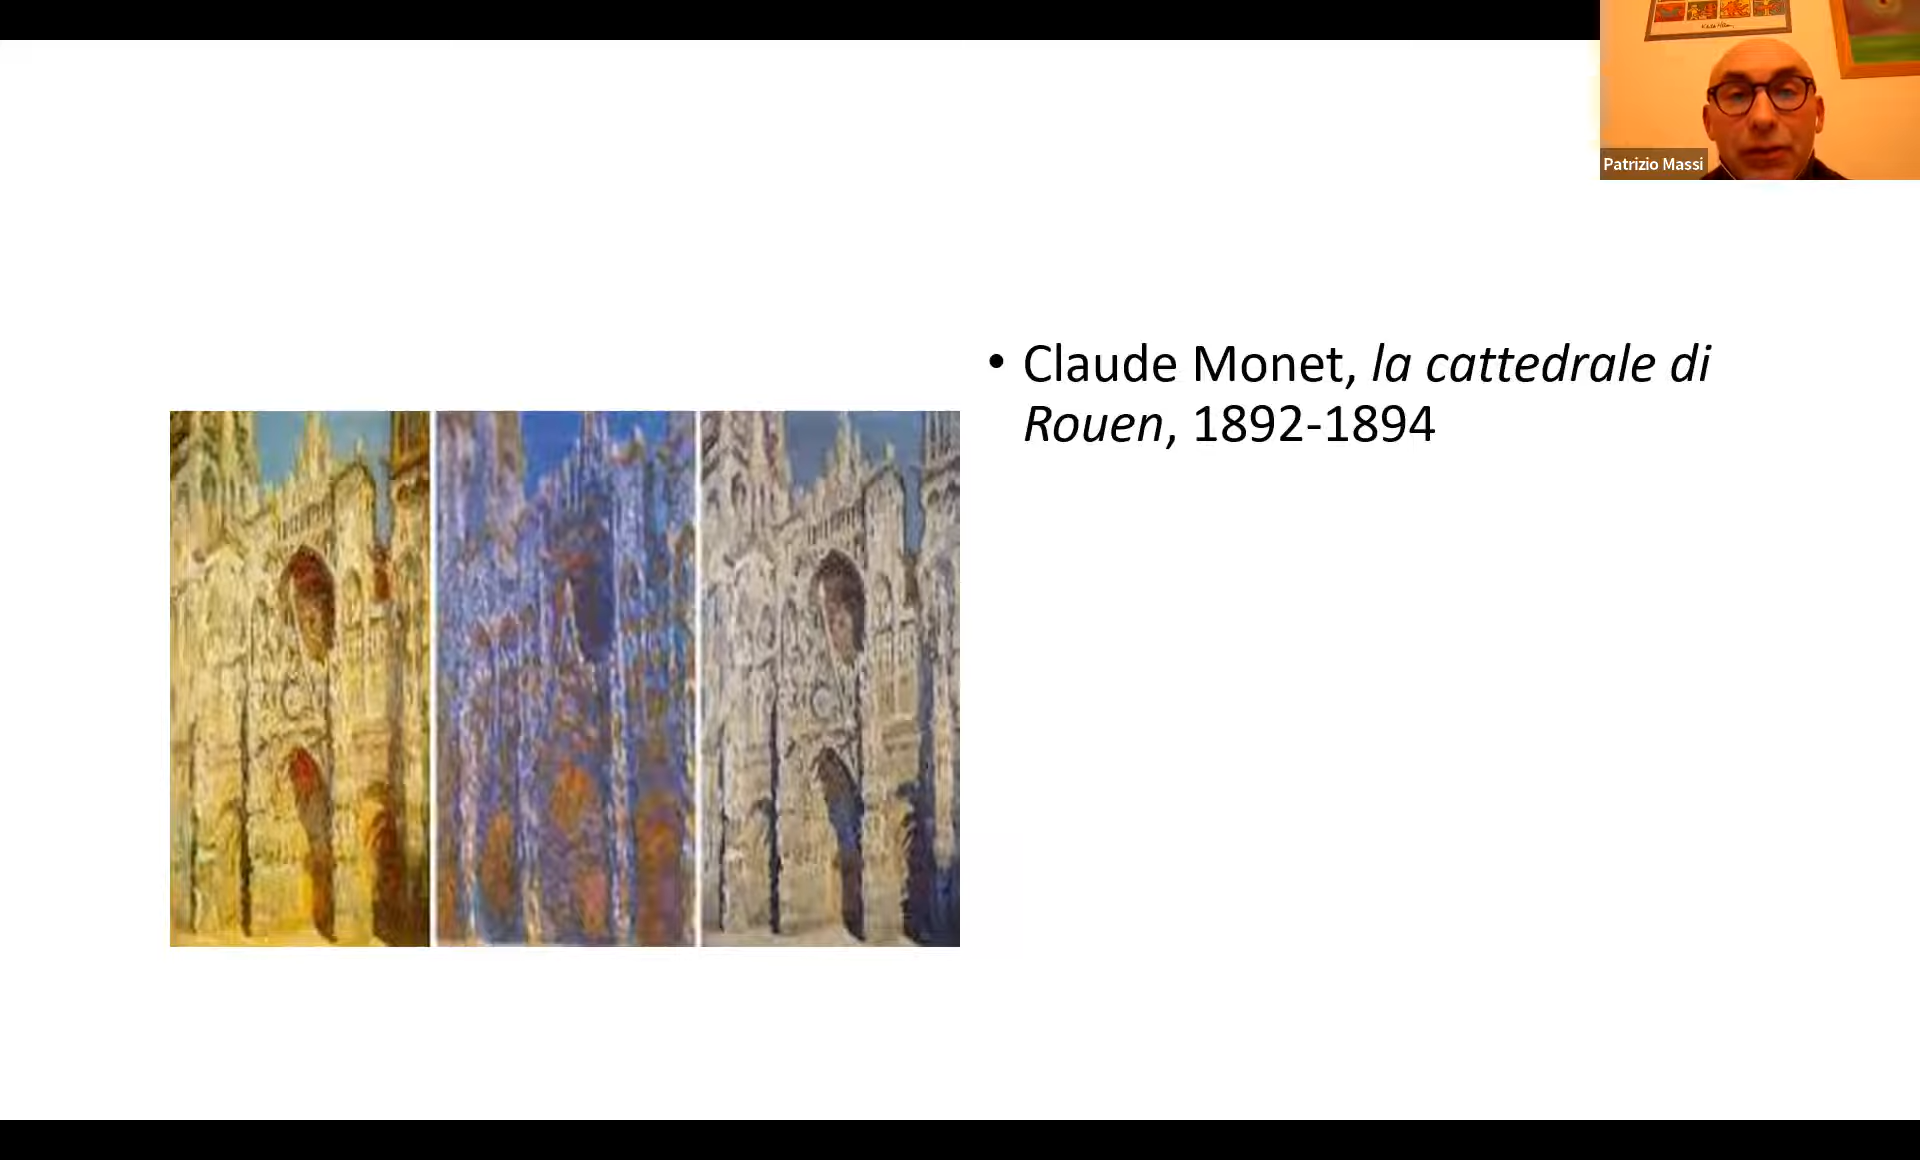 Patrizio Massi
• Claude Monet, la cattedrale di
Rouen, 1892-1894